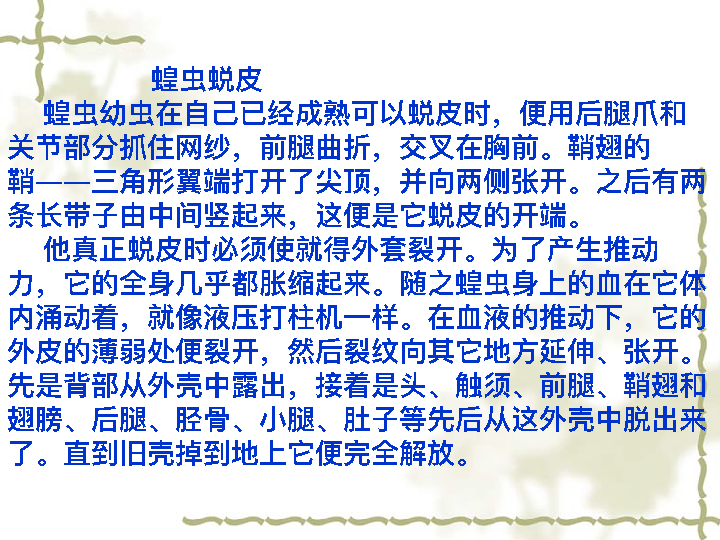 蝗虫蜕皮
蝗虫幼虫在自己已经成熟可以蜕皮时，便用后腿爪和
关节部分抓住网纱，前腿曲折，交叉在胸前。鞘翅的
鞘——三角形翼端打开了尖顶，并向两侧张开。之后有两
条长带子由中间竖起来，这便是它蜕皮的开端。
他真正蜕皮时必须使就得外套裂开。为了产生推动
力，它的全身几乎都胀缩起来。随之蝗虫身上的血在它体
内涌动着，就像液压打柱机一样。在血液的推动下，它的
外皮的薄弱处便裂开，然后裂纹向其它地方延伸、张开。
先是背部从外壳中露出，接着是头、触须、前腿、鞘翅和
翅膀、后腿、胫骨、小腿、肚子等先后从这外壳中脱出来
了。直到旧壳掉到地上它便完全解放。